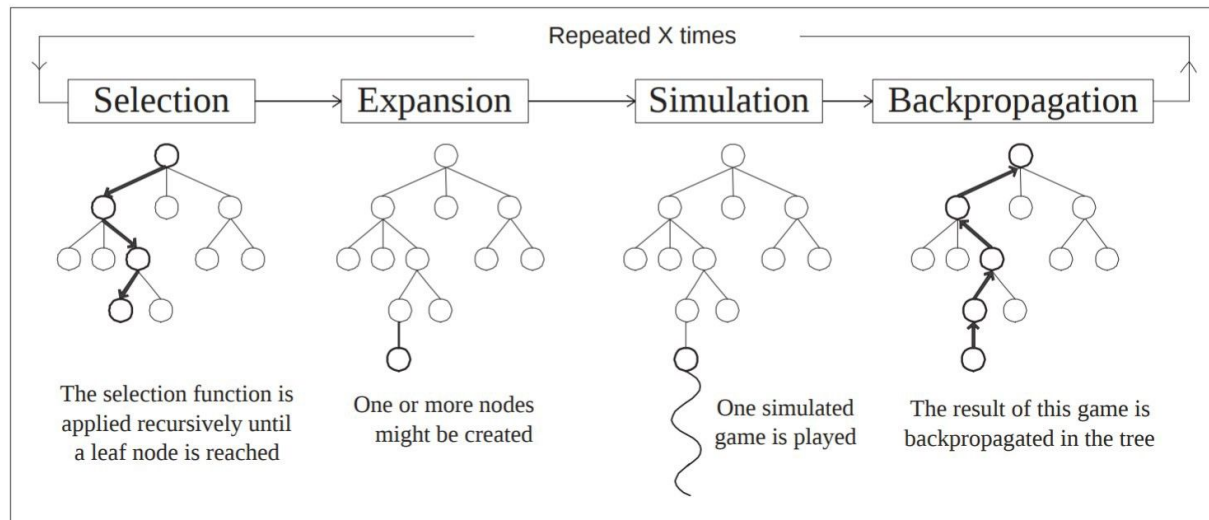 Repeated X times
Selection
Expansion
Simulation
Backpropagation
The selection function is
applied recursively until
a leaf node is reached
One or more nodes
might be created
One simulated
game is played
The result of this game is
backpropagated in the tree